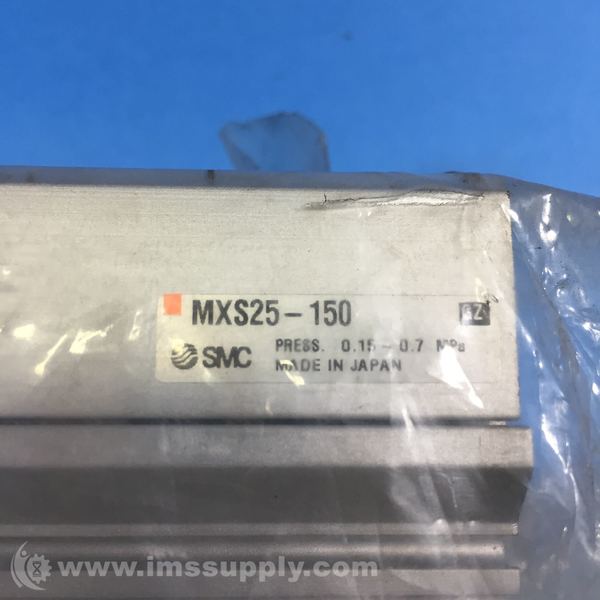 MXS25-150
SMC PRESS. 0.15-0.7 MPa
MADE IN JAPAN
www.imssupply.com